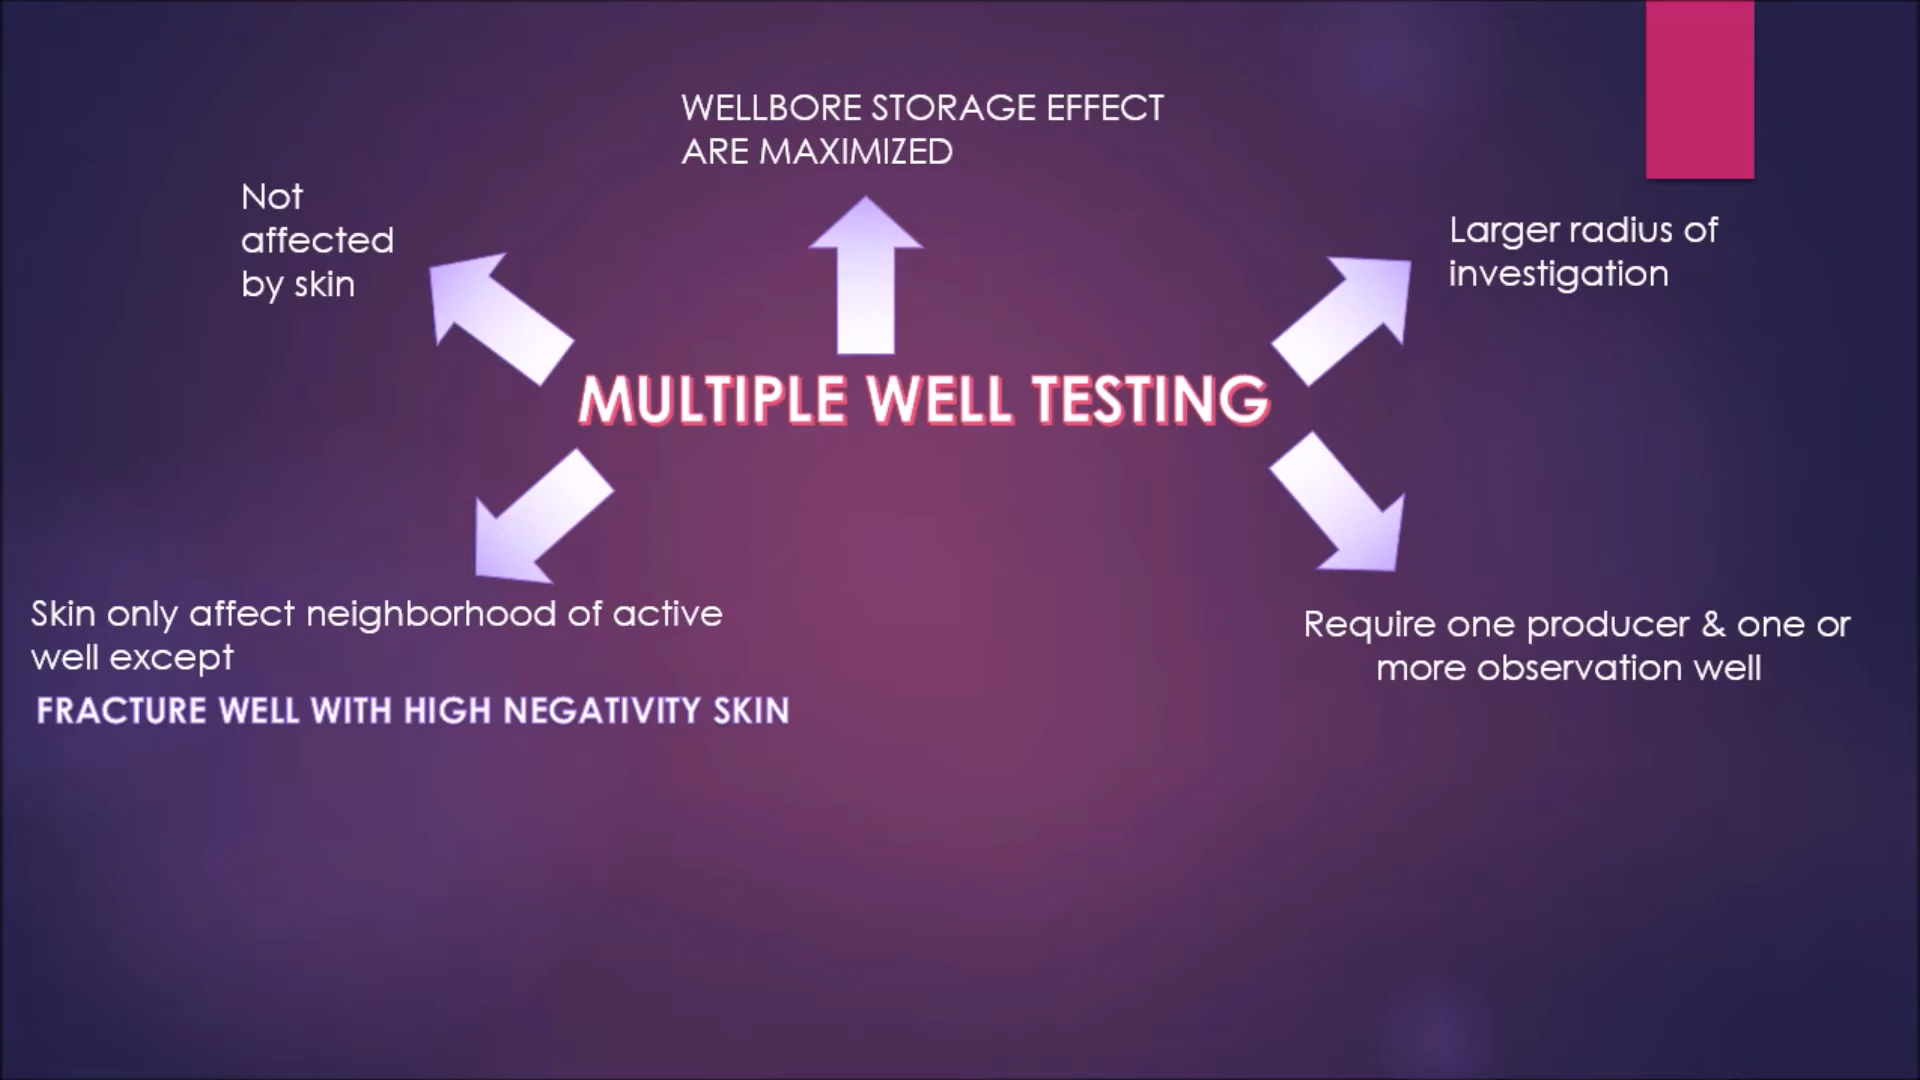 WELLBORE STORAGE EFFECT
ARE MAXIMIZED
Not
affected
by skin
Larger radius of
investigation
MULTIPLE WELL TESTING
Skin only affect neighborhood of active
well except
FRACTURE WELL WITH HIGH NEGATIVITY SKIN
Require one producer & one or
more observation well